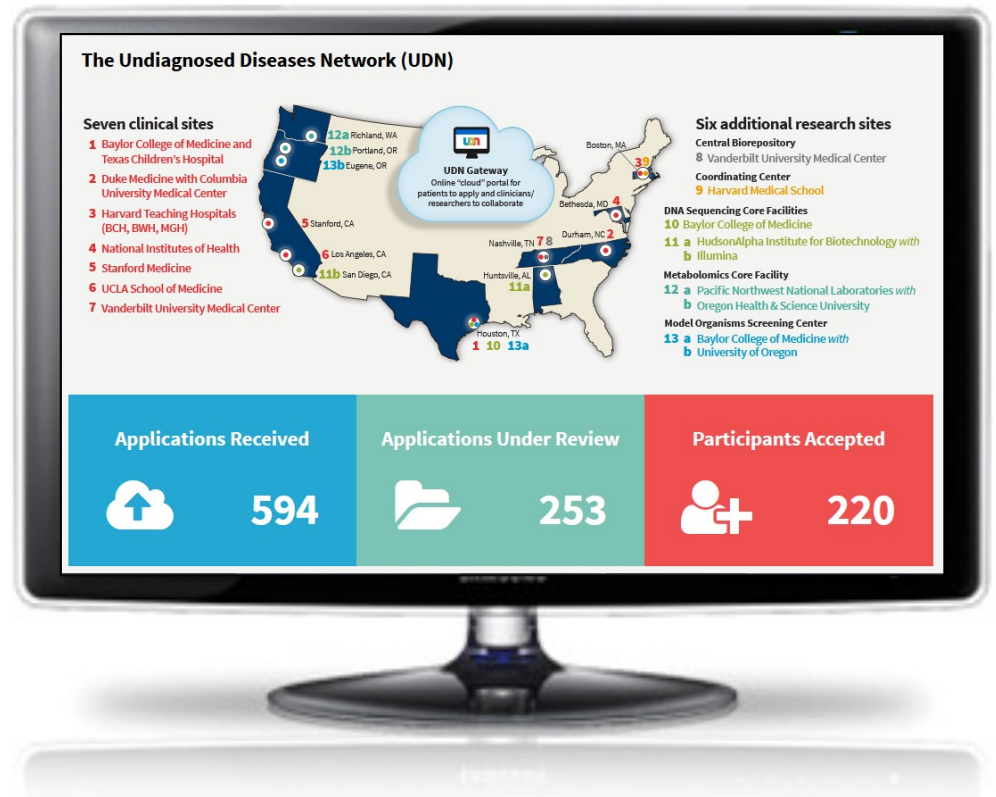 The Undiagnosed Diseases Network (UDN)
Seven clinical sites
1 Baylor College of Medicine and
Texas Children's Hospital
2 Duke Medicine with Columbia
University Medical Center
3 Harvard Teaching Hospitals
(BCH, BWH, MGH)
4 National Institutes of Health
5 Stanford Medicine
6 UCLA School of Medicine
7 Vanderbilt University Medical Center
12a Richland, WA
12b Portland, OR
13b Eugene, OR
5 Stanford, CA
6 Los Angeles, CA
11b San Diego, CA
udn
UDN Gateway
Online "cloud" portal for
patients to apply and clinicians/
researchers to collaborate
Boston, MA
39
Bethesda, MD 4
Durham, NC 2
Nashville, TN 7 8
Huntsville, AL
11a
Houston, TX
1 10 13a
Six additional research sites
Central Biorepository
8 Vanderbilt University Medical Center
Coordinating Center
9 Harvard Medical School
DNA Sequencing Core Facilities
10 Baylor College of Medicine
11 a HudsonAlpha Institute for Biotechnology with
b Illumina
Metabolomics Core Facility
12 a Pacific Northwest National Laboratories with
b Oregon Health & Science University
Model Organisms Screening Center
13 a Baylor College of Medicine with
b University of Oregon
Applications Received
594
Applications Under Review
253
Participants Accepted
220